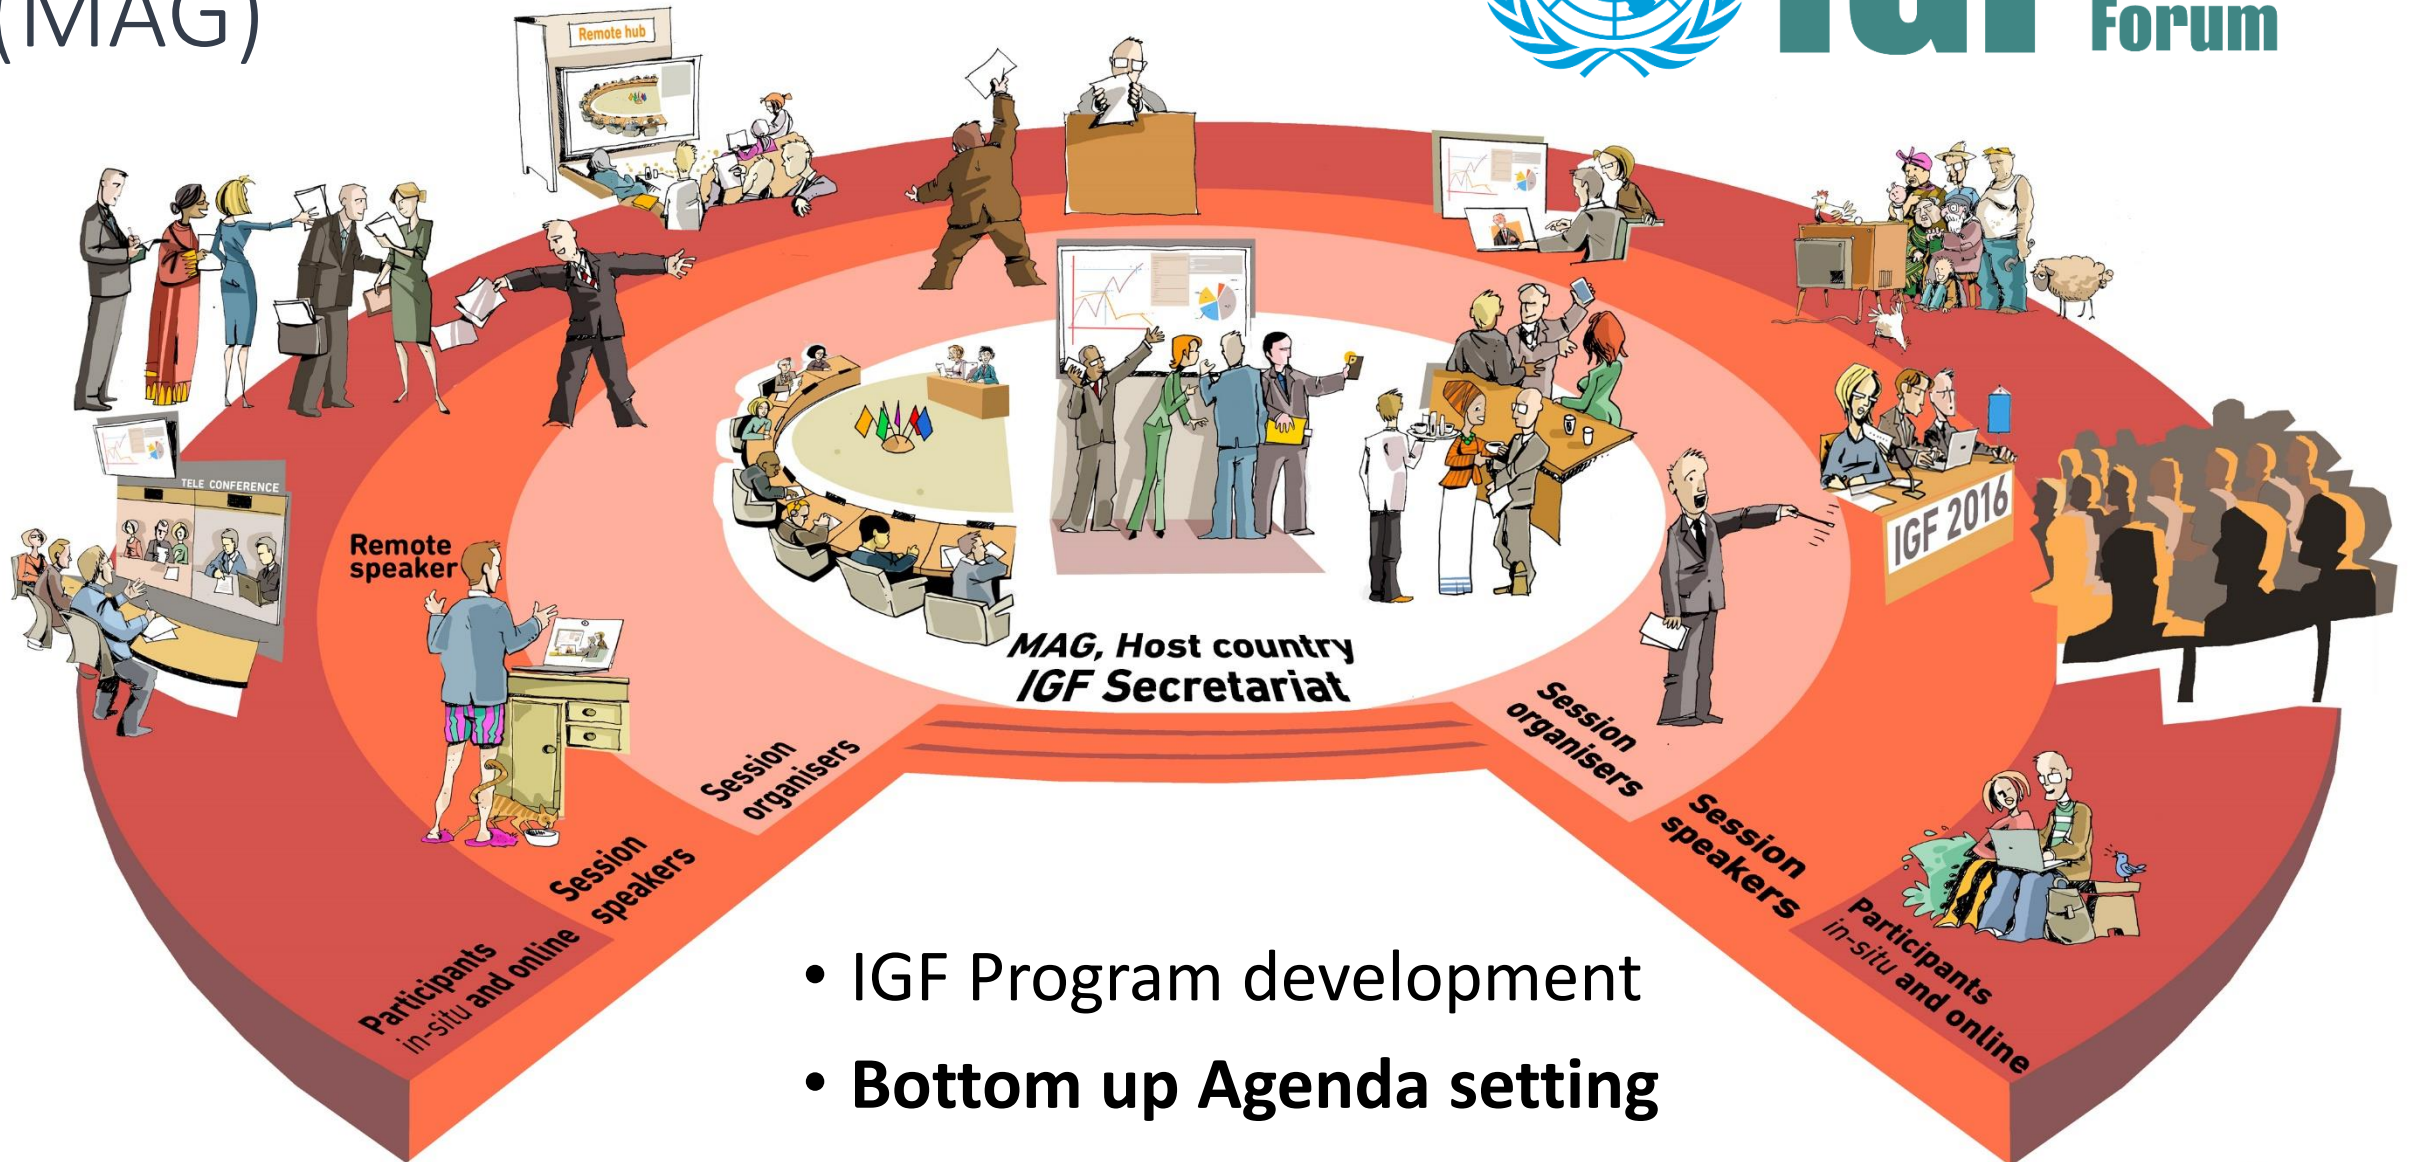 (MAG)
igf
Forum
Remote hub
TELE CONFERENCE
Remote
speaker
IGF 2016
MAG, Host country
IGF Secretariat
Session
organisers
Session
organisers
Session
speakers
Session
speakers
Participants
in-situ and online
Participants
in-situ and online
• IGF Program development
• Bottom up Agenda setting